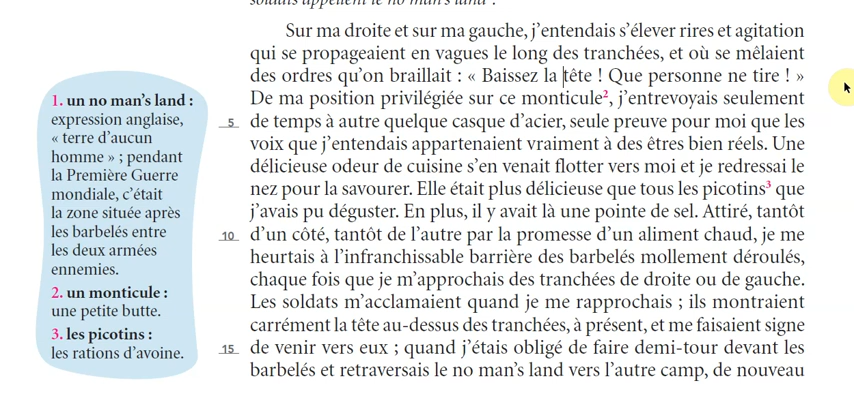 soldats appellent le no man's land .
Sur ma droite et sur ma gauche, j'entendais s'élever rires et agitation
qui se propageaient en vagues le long des tranchées, et où se mêlaient
des ordres qu'on braillait : « Baissez la tête ! Que personne ne tire ! »
De ma position privilégiée sur ce monticule², j'entrevoyais seulement
5 de temps à autre quelque casque d'acier, seule preuve pour moi que les
voix que j'entendais appartenaient vraiment à des êtres bien réels. Une
délicieuse odeur de cuisine s'en venait flotter vers moi et je redressai le
nez pour la savourer. Elle était plus délicieuse que tous les picotins³ que
j'avais pu déguster. En plus, il y avait là une pointe de sel. Attiré, tantôt
10 d'un côté, tantôt de l'autre par la promesse d'un aliment chaud, je me
heurtais à l'infranchissable barrière des barbelés mollement déroulés,
chaque fois que je m'approchais des tranchées de droite ou de gauche.
Les soldats m'acclamaient quand je me rapprochais ; ils montraient
carrément la tête au-dessus des tranchées, à présent, et me faisaient signe
15 de venir vers eux ; quand j'étais obligé de faire demi-tour devant les
barbelés et retraversais le no man's land vers l'autre camp, de nouveau
1. un no man's land :
expression anglaise,
« terre d'aucun
homme » ; pendant
la Première Guerre
mondiale, c'était
la zone située après
les barbelés entre
les deux armées
ennemies.
2. un monticule :
une petite butte.
3. les picotins :
les rations d'avoine.